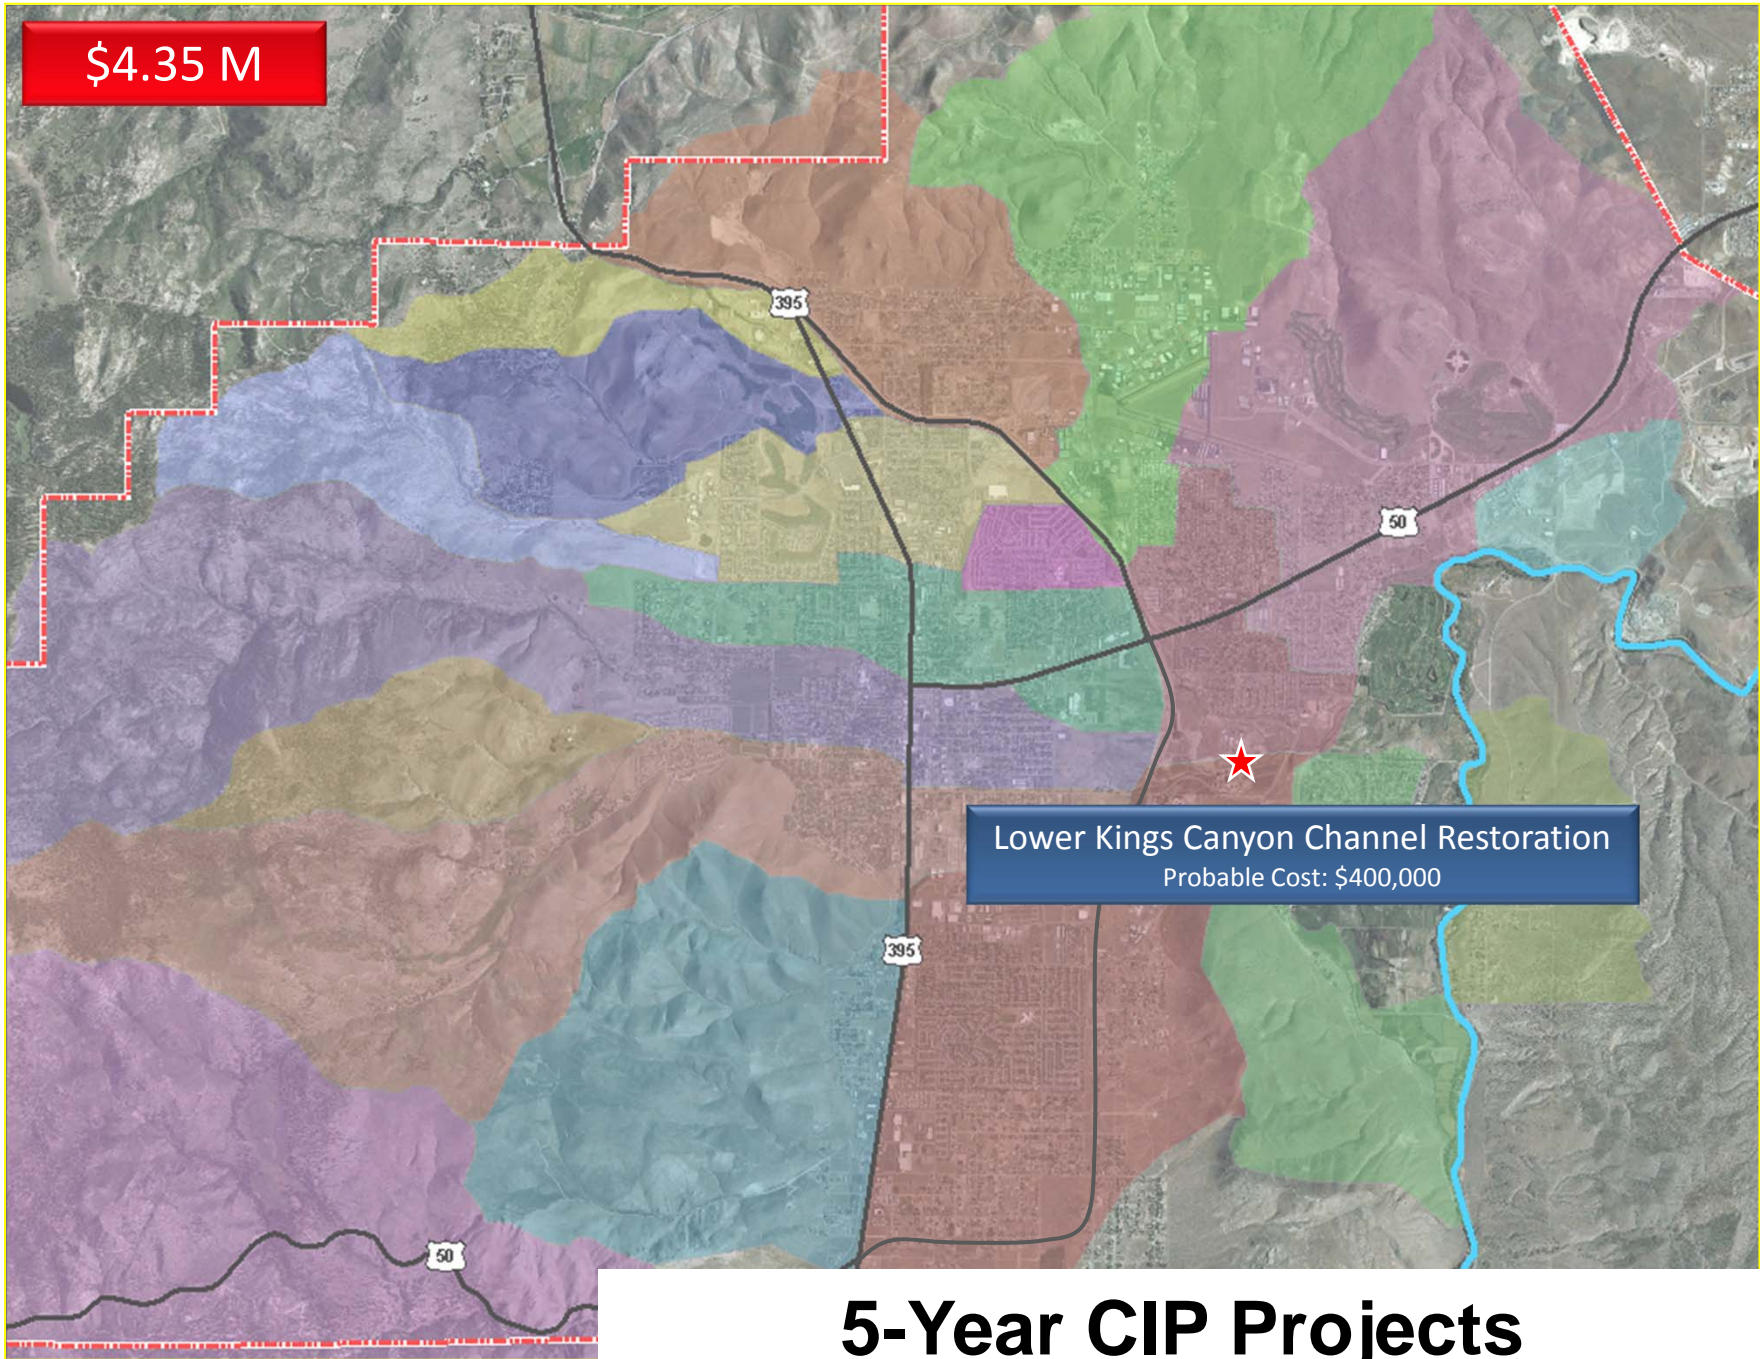 $4.35 M
395
50
Lower Kings Canyon Channel Restoration
Probable Cost: $400,000
395
50
5-Year CIP Projects